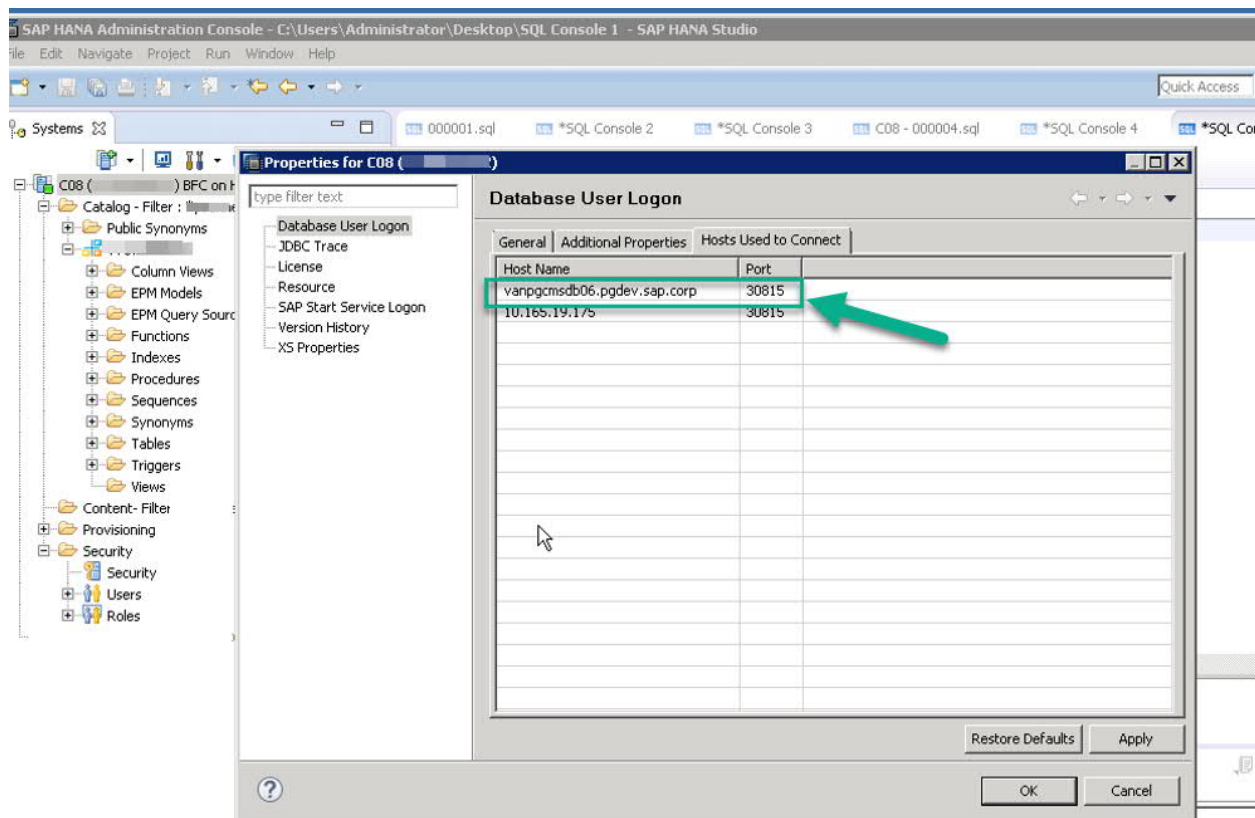 SAP HANA Administration Console - C:\Users\Administrator\Desktop\SQL Console 1 - SAP HANA Studio
File Edit Navigate Project Run Window Help
Quick Access
Systems
000001.sql
*SQL Console 2
*SQL Console 3
C08 - 000004.sql
*SQL Console 4
*SQL Co
C08 ( ) BFC on H
Catalog - Filter :
Public Synonyms
Column Views
EPM Models
EPM Query Sourc
Functions
Indexes
Procedures
Sequences
Synonyms
Tables
Triggers
Views
Content- Filter
Provisioning
Security
Security
Users
Roles
Properties for C08 ( )
type filter text
Database User Logon
JDBC Trace
License
Resource
SAP Start Service Logon
Version History
XS Properties
Database User Logon
General
Additional Properties
Hosts Used to Connect
Host Name Port
vanpgcmsdb06.pgdev.sap.corp 30815
10.165.19.175 30815
Restore Defaults
Apply
?
OK
Cancel